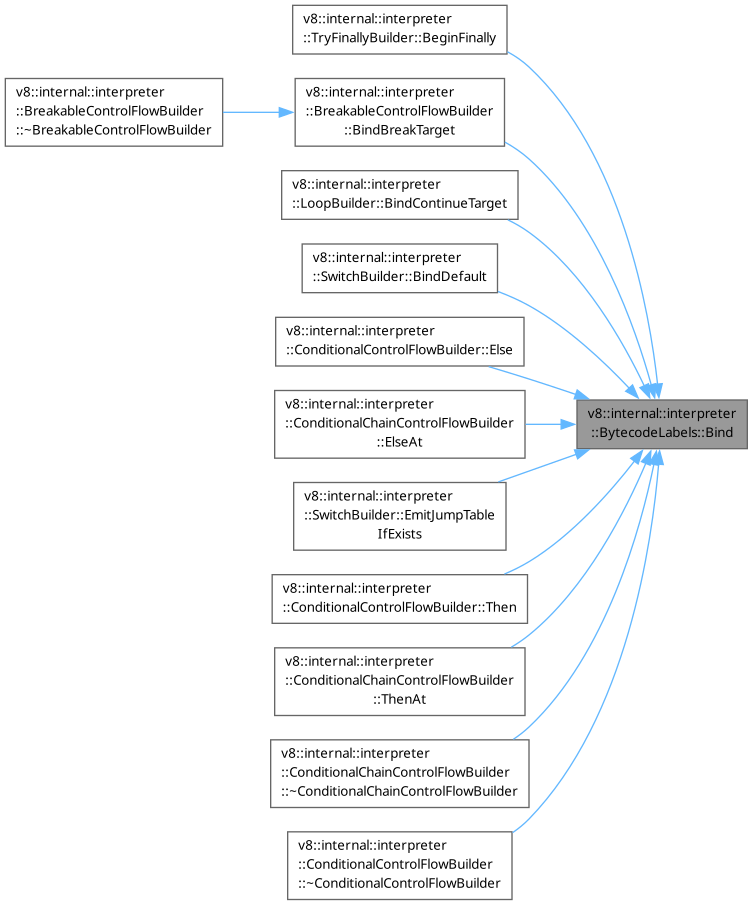 v8::internal::interpreter
::TryFinallyBuilder::BeginFinally
v8::internal::interpreter
::BreakableControlFlowBuilder
::~BreakableControlFlowBuilder
v8::internal::interpreter
::BreakableControlFlowBuilder
::BindBreakTarget
v8::internal::interpreter
::LoopBuilder::BindContinueTarget
v8::internal::interpreter
::SwitchBuilder::BindDefault
v8::internal::interpreter
::ConditionalControlFlowBuilder::Else
v8::internal::interpreter
::ConditionalChainControlFlowBuilder
::ElseAt
v8::internal::interpreter
::BytecodeLabels::Bind
v8::internal::interpreter
::SwitchBuilder::EmitJumpTable
IfExists
v8::internal::interpreter
::ConditionalControlFlowBuilder::Then
v8::internal::interpreter
::ConditionalChainControlFlowBuilder
::ThenAt
v8::internal::interpreter
::ConditionalChainControlFlowBuilder
::~ConditionalChainControlFlowBuilder
v8::internal::interpreter
::ConditionalControlFlowBuilder
::~ConditionalControlFlowBuilder